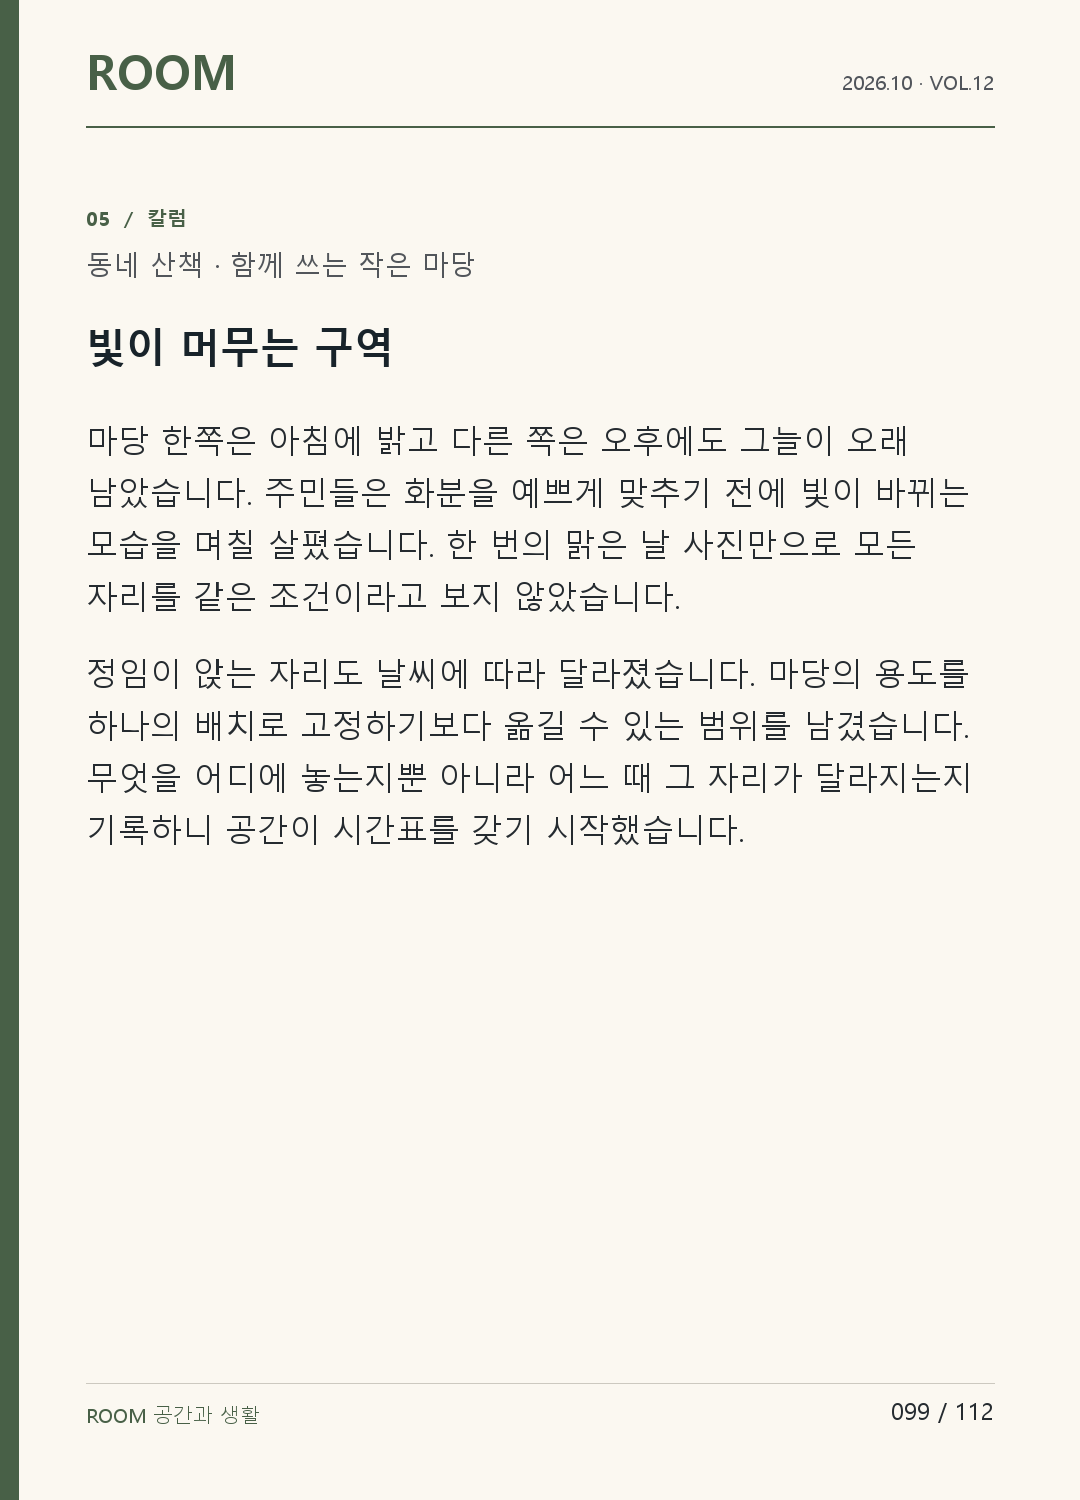 ROOM
2026.10 · VOL.12
05 / 칼럼
동네 산책 · 함께 쓰는 작은 마당
빛이 머무는 구역
마당 한쪽은 아침에 밝고 다른 쪽은 오후에도 그늘이 오래
남았습니다. 주민들은 화분을 예쁘게 맞추기 전에 빛이 바뀌는
모습을 며칠 살폈습니다. 한 번의 맑은 날 사진만으로 모든
자리를 같은 조건이라고 보지 않았습니다.
정임이 앉는 자리도 날씨에 따라 달라졌습니다. 마당의 용도를
하나의 배치로 고정하기보다 옮길 수 있는 범위를 남겼습니다.
무엇을 어디에 놓는지뿐 아니라 어느 때 그 자리가 달라지는지
기록하니 공간이 시간표를 갖기 시작했습니다.
ROOM 공간과 생활
099 / 112